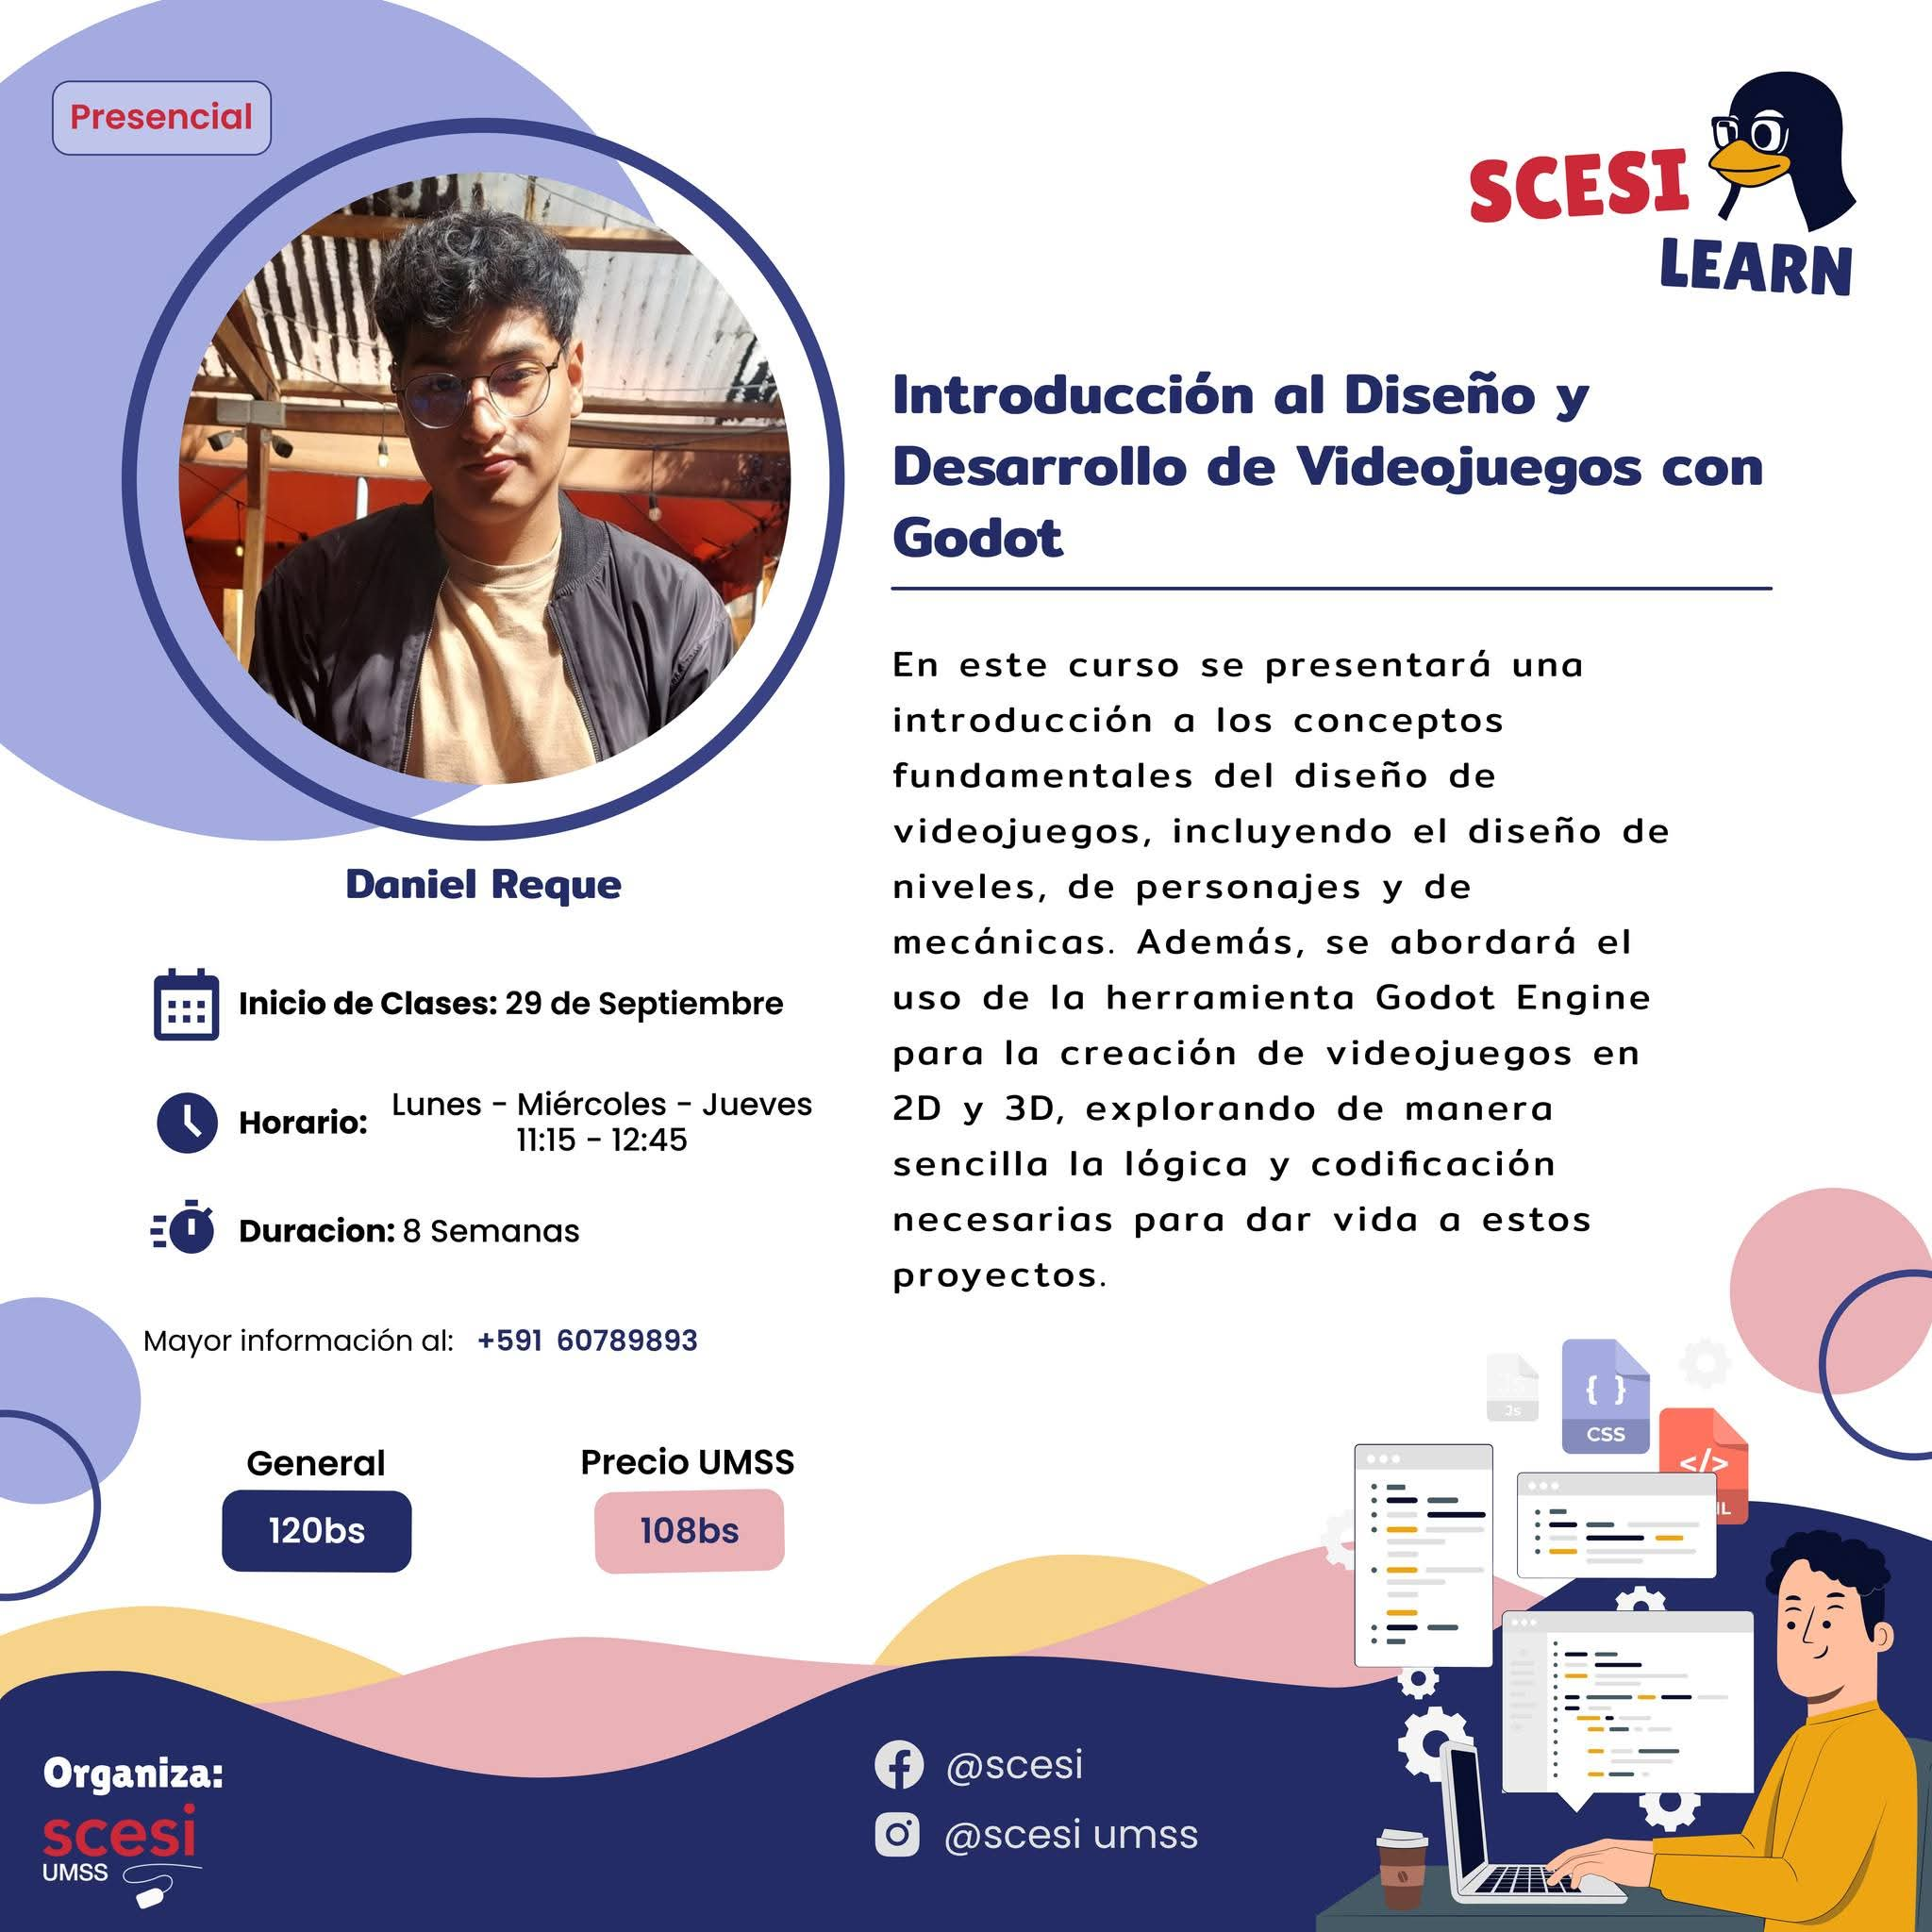 Presencial
SCESI
LEARN
Introducción al Diseño y
Desarrollo de Videojuegos con
Godot
En este curso se presentará una
introducción a los conceptos
fundamentales del diseño de
videojuegos, incluyendo el diseño de
niveles, de personajes y de
mecánicas. Además, se abordará el
uso de la herramienta Godot Engine
para la creación de videojuegos en
2D y 3D, explorando de manera
sencilla la lógica y codificación
necesarias para dar vida a estos
proyectos.
Daniel Reque
Inicio de Clases: 29 de Septiembre
Horario: Lunes - Miércoles - Jueves
11:15 - 12:45
Duracion: 8 Semanas
Mayor información al: +591 60789893
General
120bs
Precio UMSS
108bs
Js
{ }
CSS
</>
Organiza:
scesi
UMSS
@scesi
@scesi umss